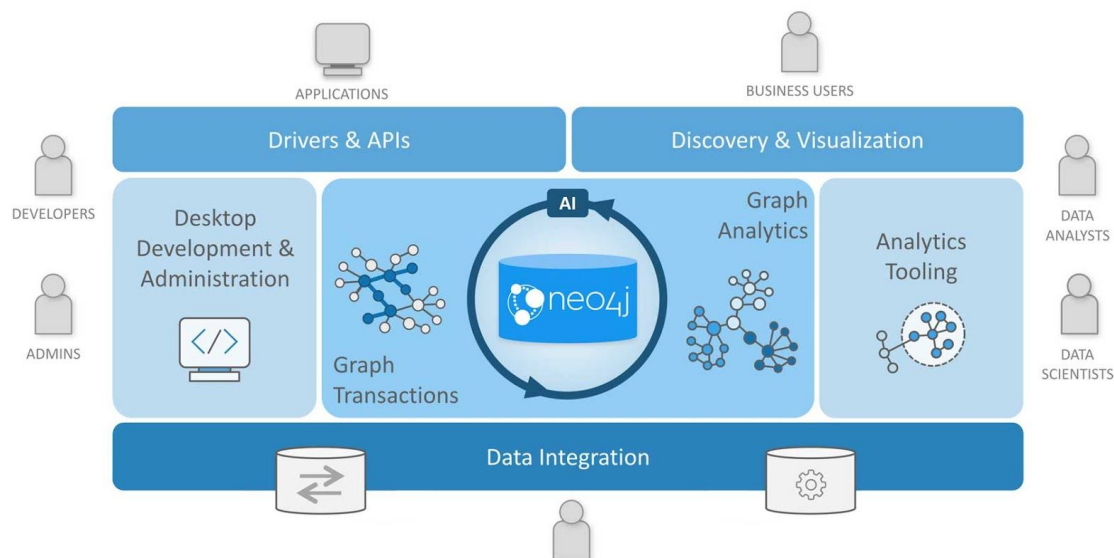 APPLICATIONS
BUSINESS USERS
Drivers & APIs
Discovery & Visualization
DEVELOPERS
ADMINS
Desktop
Development &
Administration
</>
Graph
Transactions
AI
neo4j
Graph
Analytics
Analytics
Tooling
DATA
ANALYSTS
DATA
SCIENTISTS
Data Integration